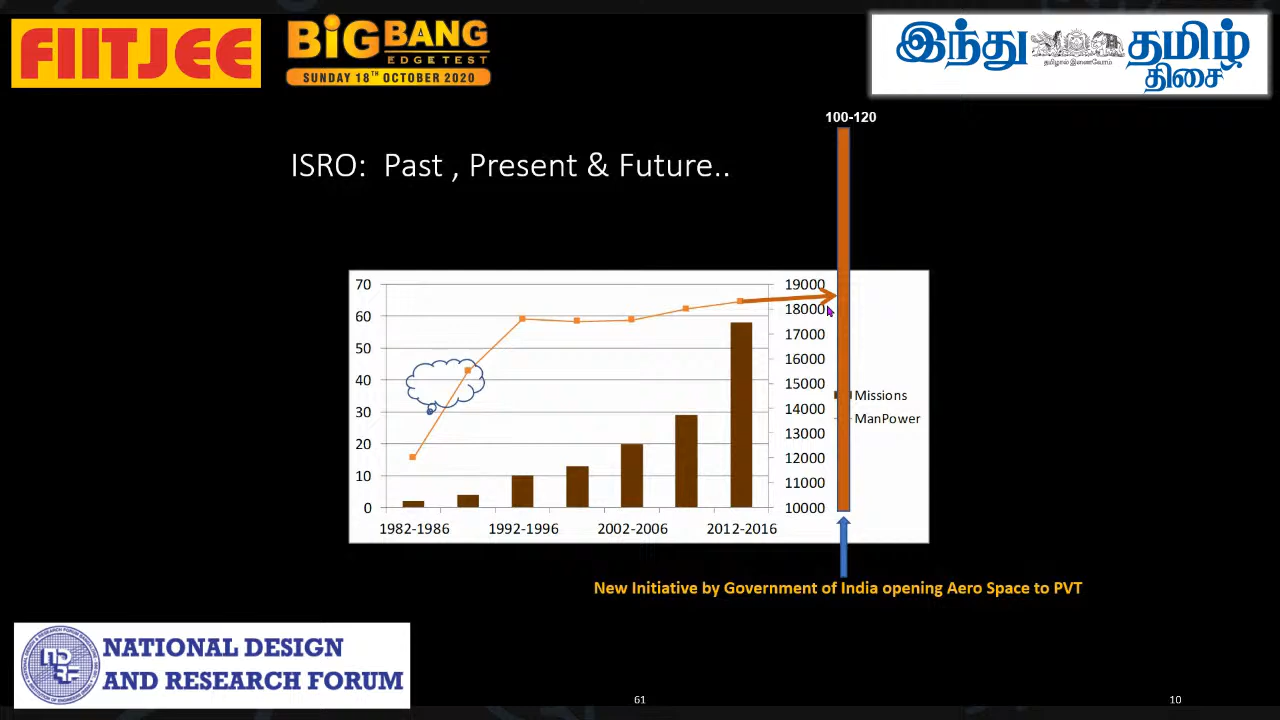 FIITJEE
BiGBANG
EDGE TEST
SUNDAY 18TH OCTOBER 2020
இந்து தமிழ்
தமிழால் இணைவோம்
திசை
100-120
ISRO: Past , Present & Future..
70
60
50
40
30
20
10
0
19000
18000
17000
16000
15000
14000
13000
12000
11000
10000
Missions
ManPower
1982-1986 1992-1996 2002-2006 2012-2016
New Initiative by Government of India opening Aero Space to PVT
NATIONAL DESIGN
AND RESEARCH FORUM
61
10